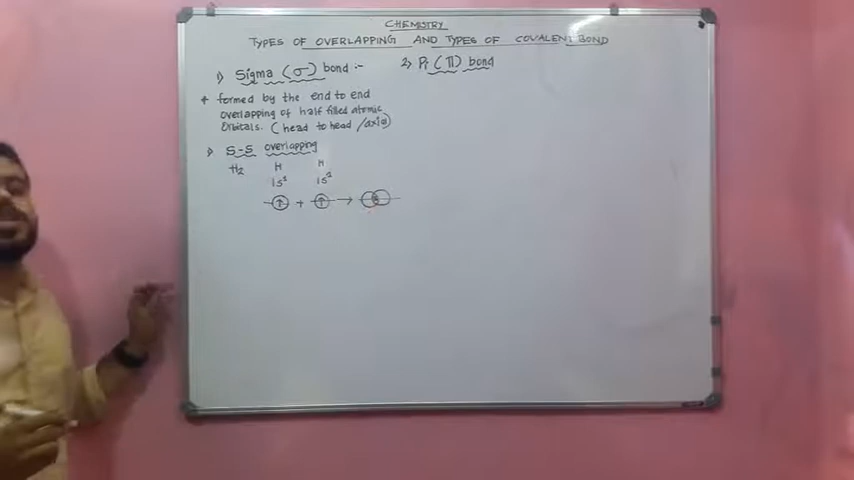 CHEMISTRY
TYPES OF OVERLAPPING AND TYPES OF COVALENT BOND
1) Sigma (σ) bond :- 2) Pi (π) bond
* formed by the end to end
overlapping of half filled atomic
Orbitals. (head to head /axial)
1) S-S overlapping
H2 H H
1s¹ 1s¹
↑ + ↑ →